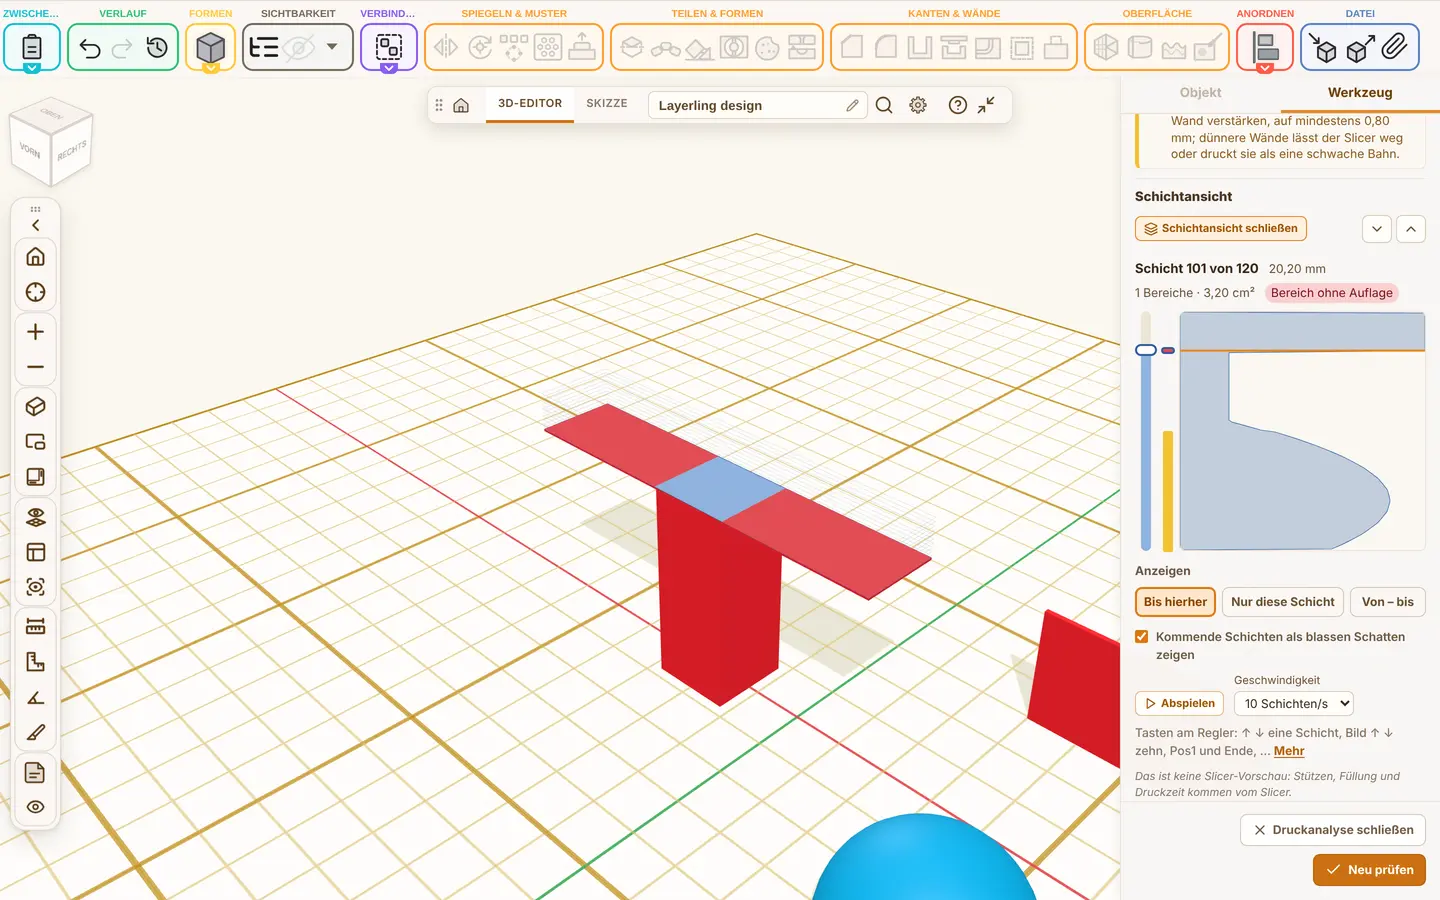 ZWISCHE...
VERLAUF
FORMEN
SICHTBARKEIT
VERBIND...
SPIEGELN & MUSTER
TEILEN & FORMEN
KANTEN & WÄNDE
OBERFLÄCHE
ANORDNEN
DATEI
3D-EDITOR
SKIZZE
Layerling design
OBEN
VORN
RECHTS
Objekt
Werkzeug
Wand verstärken, auf mindestens 0,80
mm; dünnere Wände lässt der Slicer weg
oder druckt sie als eine schwache Bahn.
Schichtansicht
Schichtansicht schließen
Schicht 101 von 120 20,20 mm
1 Bereiche · 3,20 cm² Bereich ohne Auflage
Anzeigen
Bis hierher
Nur diese Schicht
Von – bis
Kommende Schichten als blassen Schatten
zeigen
Geschwindigkeit
Abspielen
10 Schichten/s
Tasten am Regler: ↑ ↓ eine Schicht, Bild ↑ ↓
zehn, Pos1 und Ende, ... Mehr
Das ist keine Slicer-Vorschau: Stützen, Füllung und
Druckzeit kommen vom Slicer.
Druckanalyse schließen
Neu prüfen